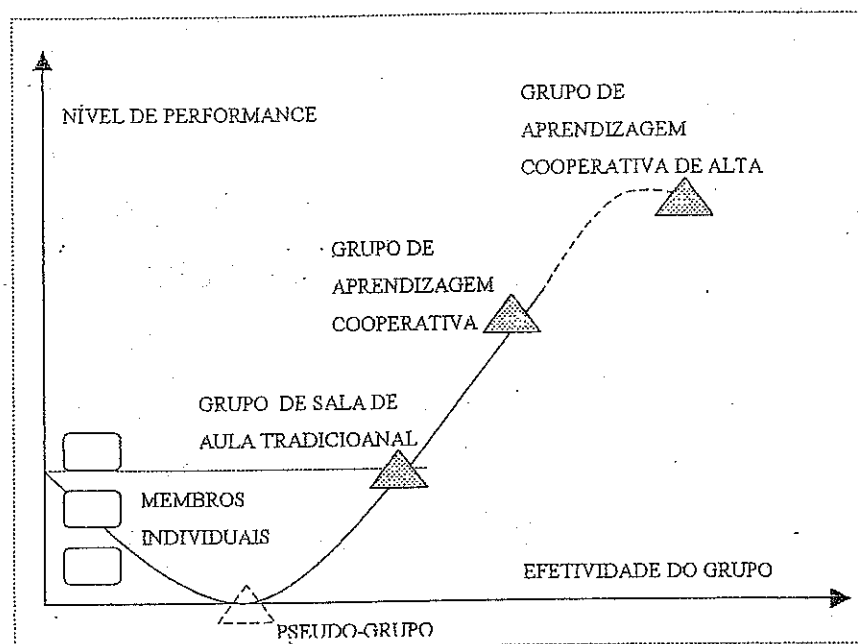 NÍVEL DE PERFORMANCE
GRUPO DE
APRENDIZAGEM
COOPERATIVA DE ALTA
GRUPO DE
APRENDIZAGEM
COOPERATIVA
GRUPO DE SALA DE
AULA TRADICIOANAL
MEMBROS
INDIVIDUAIS
EFETIVIDADE DO GRUPO
PSEUDO-GRUPO